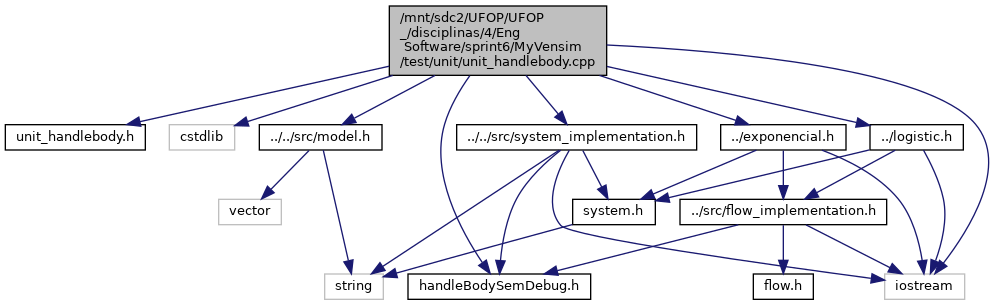 /mnt/sdc2/UFOP/UFOP
_/disciplinas/4/Eng
Software/sprint6/MyVensim
/test/unit/unit_handlebody.cpp
unit_handlebody.h
cstdlib
../../src/model.h
../../src/system_implementation.h
../exponencial.h
../logistic.h
vector
system.h
../src/flow_implementation.h
string
handleBodySemDebug.h
flow.h
iostream